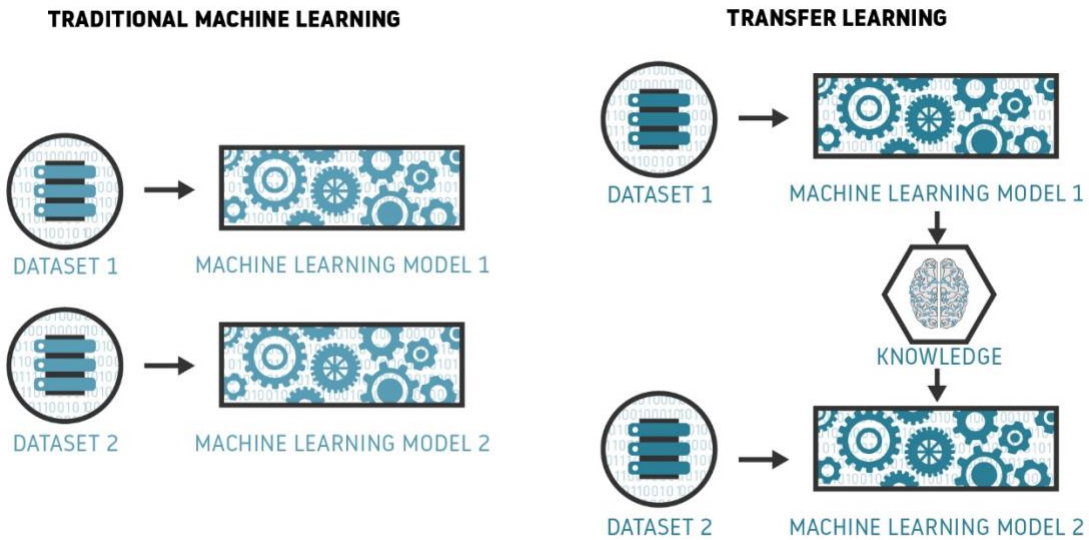 TRADITIONAL MACHINE LEARNING
DATASET 1
MACHINE LEARNING MODEL 1
DATASET 2
MACHINE LEARNING MODEL 2
TRANSFER LEARNING
DATASET 1
MACHINE LEARNING MODEL 1
KNOWLEDGE
DATASET 2
MACHINE LEARNING MODEL 2